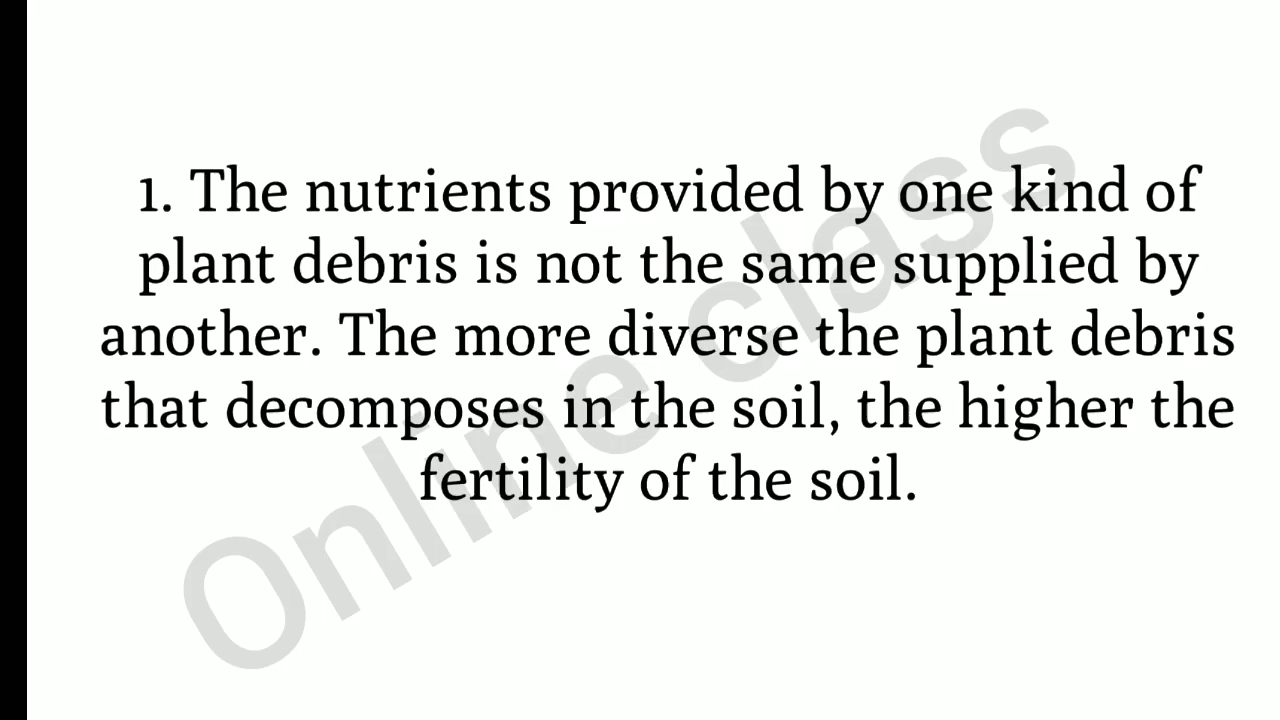 1. The nutrients provided by one kind of
plant debris is not the same supplied by
another. The more diverse the plant debris
that decomposes in the soil, the higher the
fertility of the soil.
Online class